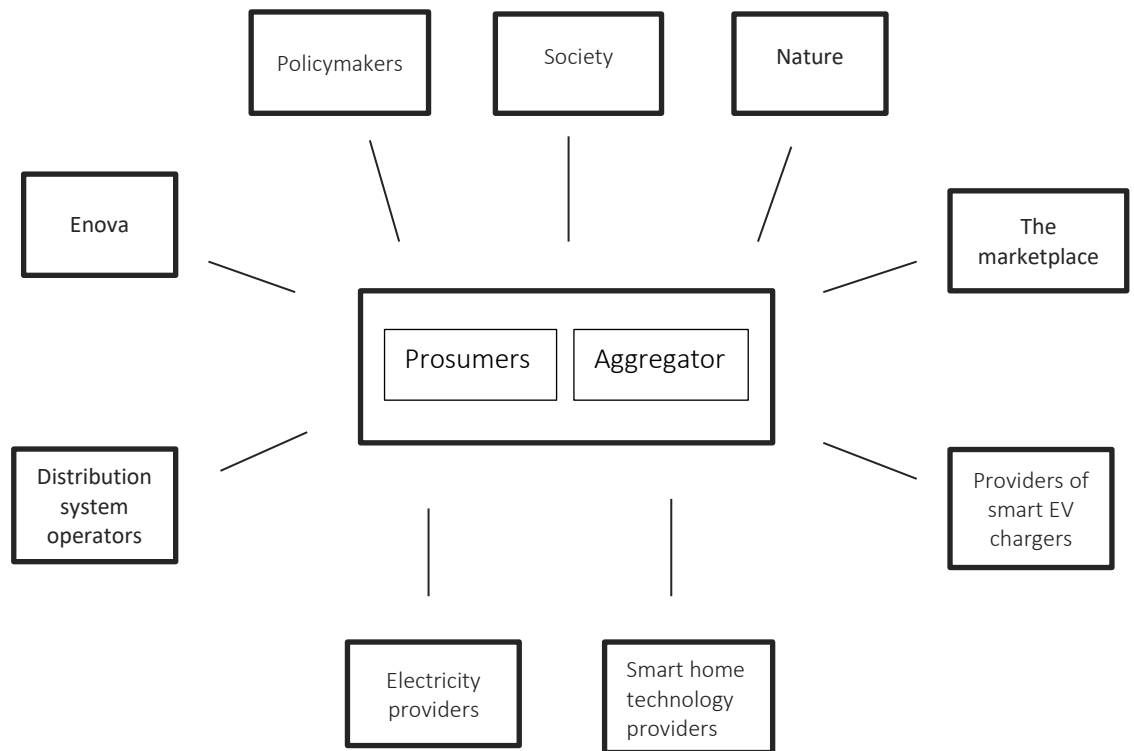 Policymakers
Society
Nature
Enova
The
marketplace
Prosumers
Aggregator
Distribution
system
operators
Providers of
smart EV
chargers
Electricity
providers
Smart home
technology
providers